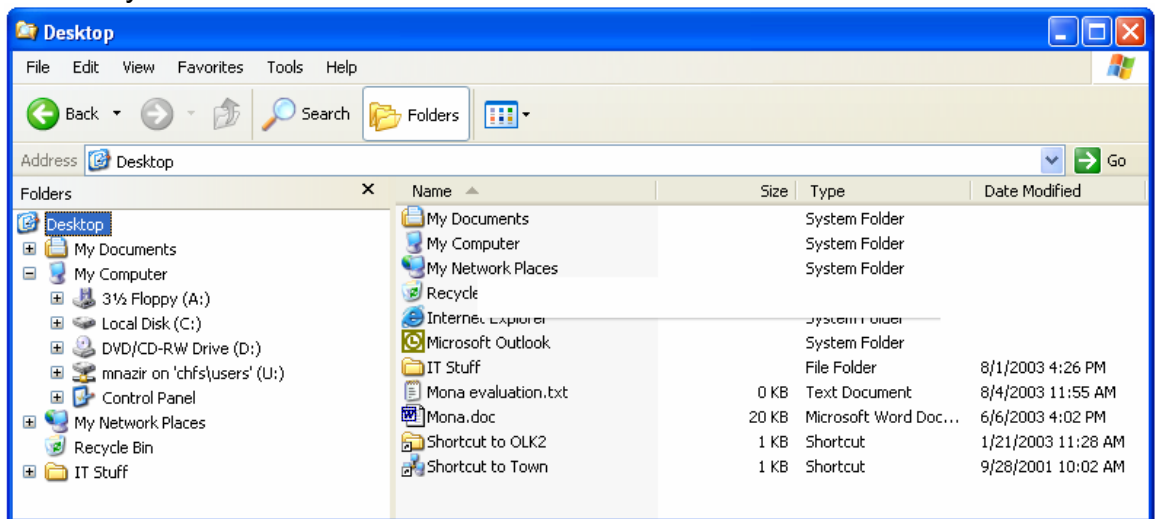 Desktop
File Edit View Favorites Tools Help
Back Search Folders
Address Desktop Go
Folders
Desktop
My Documents
My Computer
3½ Floppy (A:)
Local Disk (C:)
DVD/CD-RW Drive (D:)
mnazir on 'chfs\users' (U:)
Control Panel
My Network Places
Recycle Bin
IT Stuff
Name Size Type Date Modified
My Documents System Folder
My Computer System Folder
My Network Places System Folder
Recycle
Internet Explorer System Folder
Microsoft Outlook System Folder
IT Stuff File Folder 8/1/2003 4:26 PM
Mona evaluation.txt 0 KB Text Document 8/4/2003 11:55 AM
Mona.doc 20 KB Microsoft Word Doc... 6/6/2003 4:02 PM
Shortcut to OLK2 1 KB Shortcut 1/21/2003 11:28 AM
Shortcut to Town 1 KB Shortcut 9/28/2001 10:02 AM